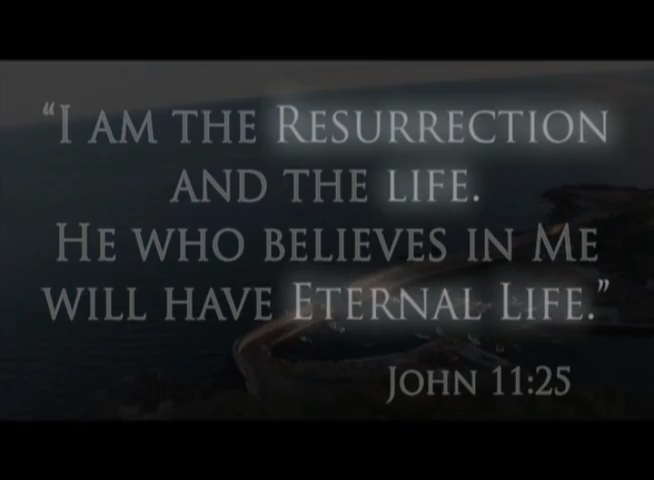 “I AM THE RESURRECTION
AND THE LIFE.
HE WHO BELIEVES IN ME
WILL HAVE ETERNAL LIFE.”
JOHN 11:25